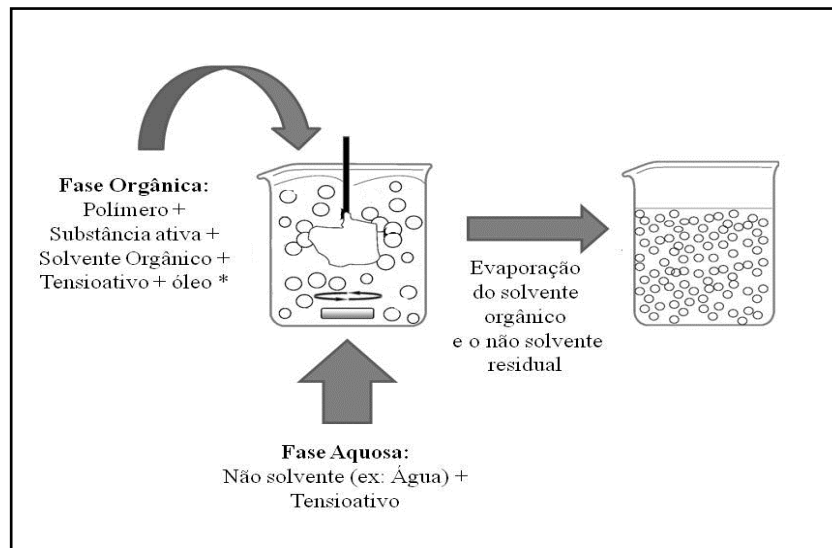 Fase Orgânica:
Polímero +
Substância ativa +
Solvente Orgânico +
Tensioativo + óleo *
Evaporação
do solvente
orgânico
e o não solvente
residual
Fase Aquosa:
Não solvente (ex: Água) +
Tensioativo